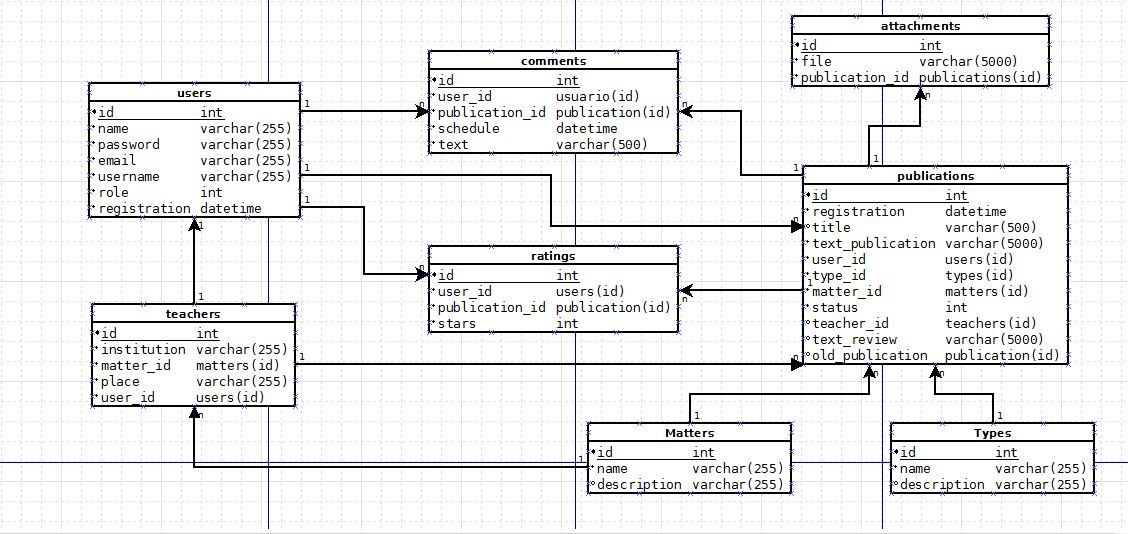 attachments
id int
file varchar(5000)
publication_id publications(id)
n
comments
id int
user_id usuario(id)
publication_id publication(id)
schedule datetime
text varchar(500)
1
n
n
1
users
id int
name varchar(255)
password varchar(255)
email varchar(255)
username varchar(255)
role int
registration datetime
1
1
1
1
publications
id int
registration datetime
title varchar(500)
text_publication varchar(5000)
user_id users(id)
type_id types(id)
matter_id matters(id)
status int
teacher_id teachers(id)
text_review varchar(5000)
old_publication publication(id)
1
n
1
n
n
n
ratings
id int
user_id users(id)
publication_id publication(id)
stars int
n
n
teachers
id int
institution varchar(255)
matter_id matters(id)
place varchar(255)
user_id users(id)
1
1
n
Matters
id int
name varchar(255)
description varchar(255)
1
1
Types
id int
name varchar(255)
description varchar(255)
1